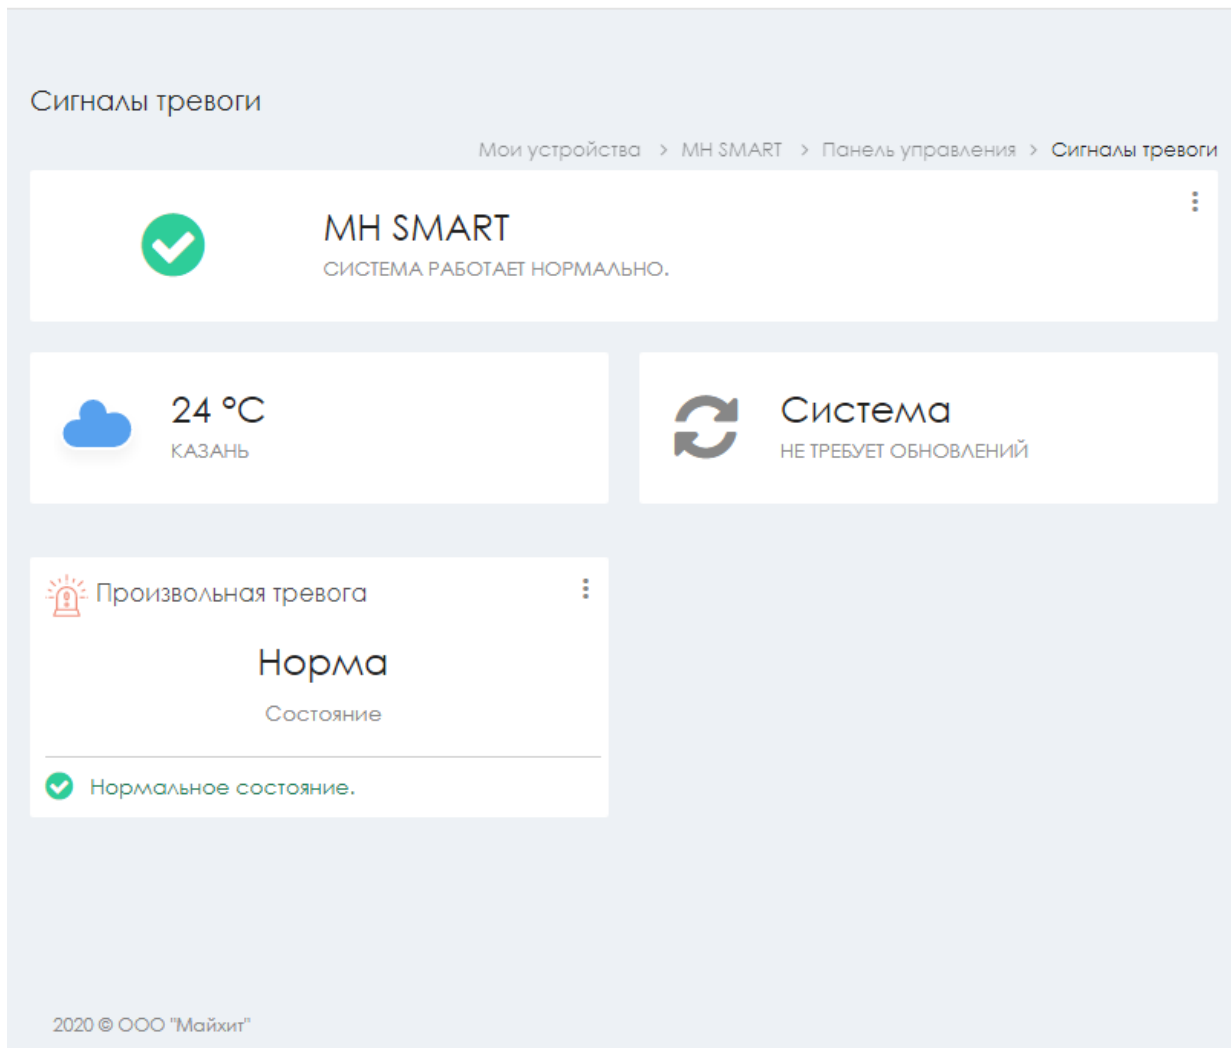 Сигналы тревоги
Мои устройства > MH SMART > Панель управления > Сигналы тревоги
MH SMART
СИСТЕМА РАБОТАЕТ НОРМАЛЬНО.
24 °C
КАЗАНЬ
Система
НЕ ТРЕБУЕТ ОБНОВЛЕНИЙ
Произвольная тревога
Норма
Состояние
Нормальное состояние.
2020 © ООО "Майхит"